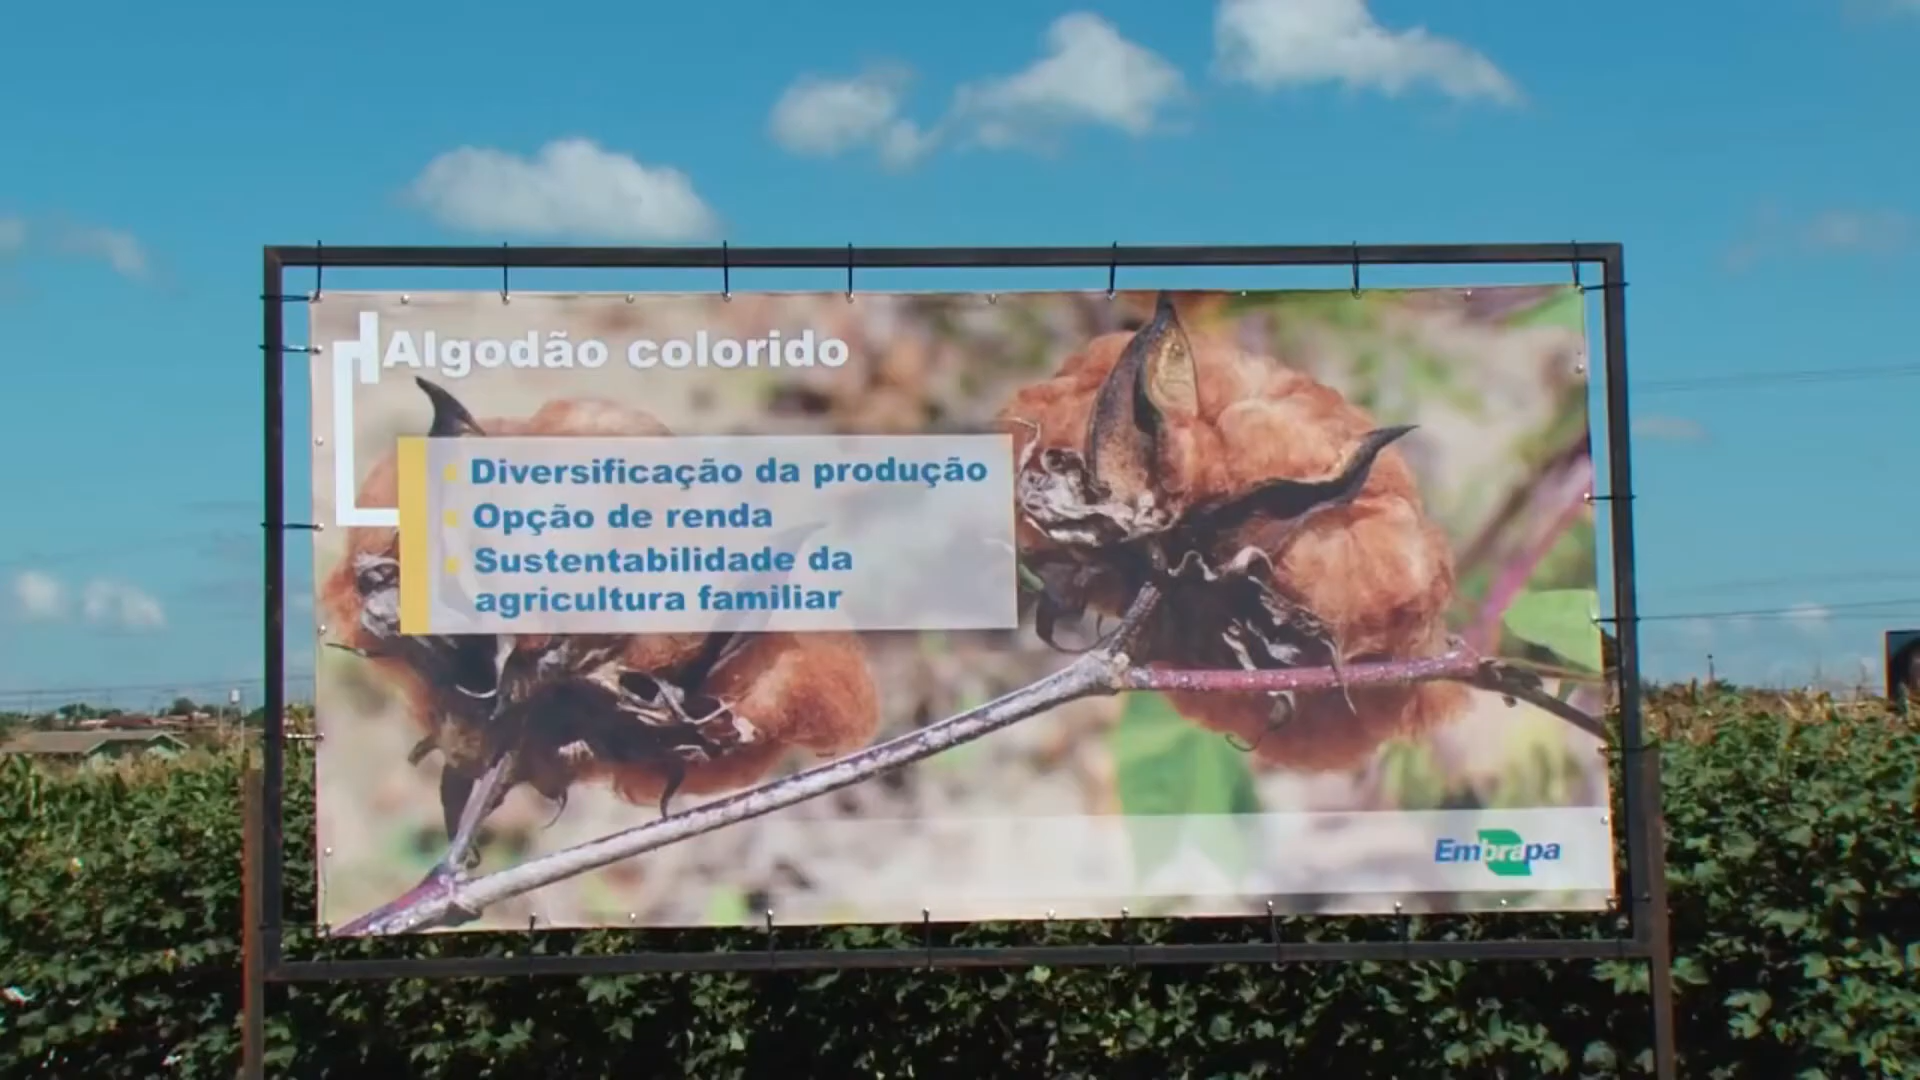 Algodão colorido
Diversificação da produção
Opção de renda
Sustentabilidade da
agricultura familiar
Embrapa